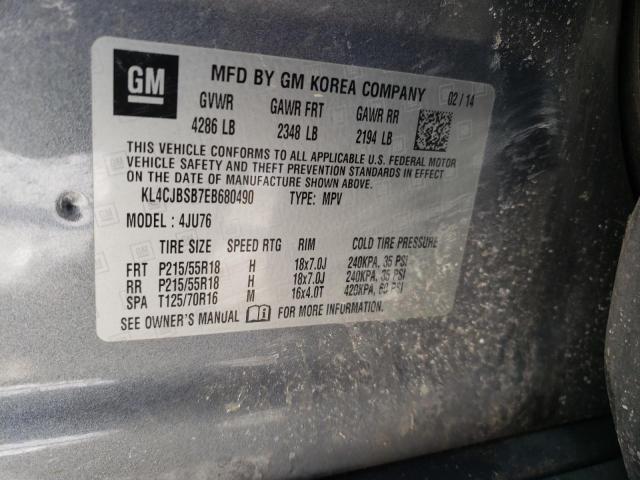 GM
MFD BY GM KOREA COMPANY 02 / 14
GVWR GAWR FRT GAWR RR
4286 LB 2348 LB 2194 LB
THIS VEHICLE CONFORMS TO ALL APPLICABLE U.S. FEDERAL MOTOR
VEHICLE SAFETY AND THEFT PREVENTION STANDARDS IN EFFECT
ON THE DATE OF MANUFACTURE SHOWN ABOVE.
KL4CJBSB7EB680490 TYPE: MPV
MODEL : 4JU76
TIRE SIZE SPEED RTG RIM COLD TIRE PRESSURE
FRT P215/55R18 H 18x7.0J 240KPA, 35 PSI
RR P215/55R18 H 18x7.0J 240KPA, 35 PSI
SPA T125/70R16 M 16x4.0T 420KPA, 60 PSI
SEE OWNER'S MANUAL FOR MORE INFORMATION.